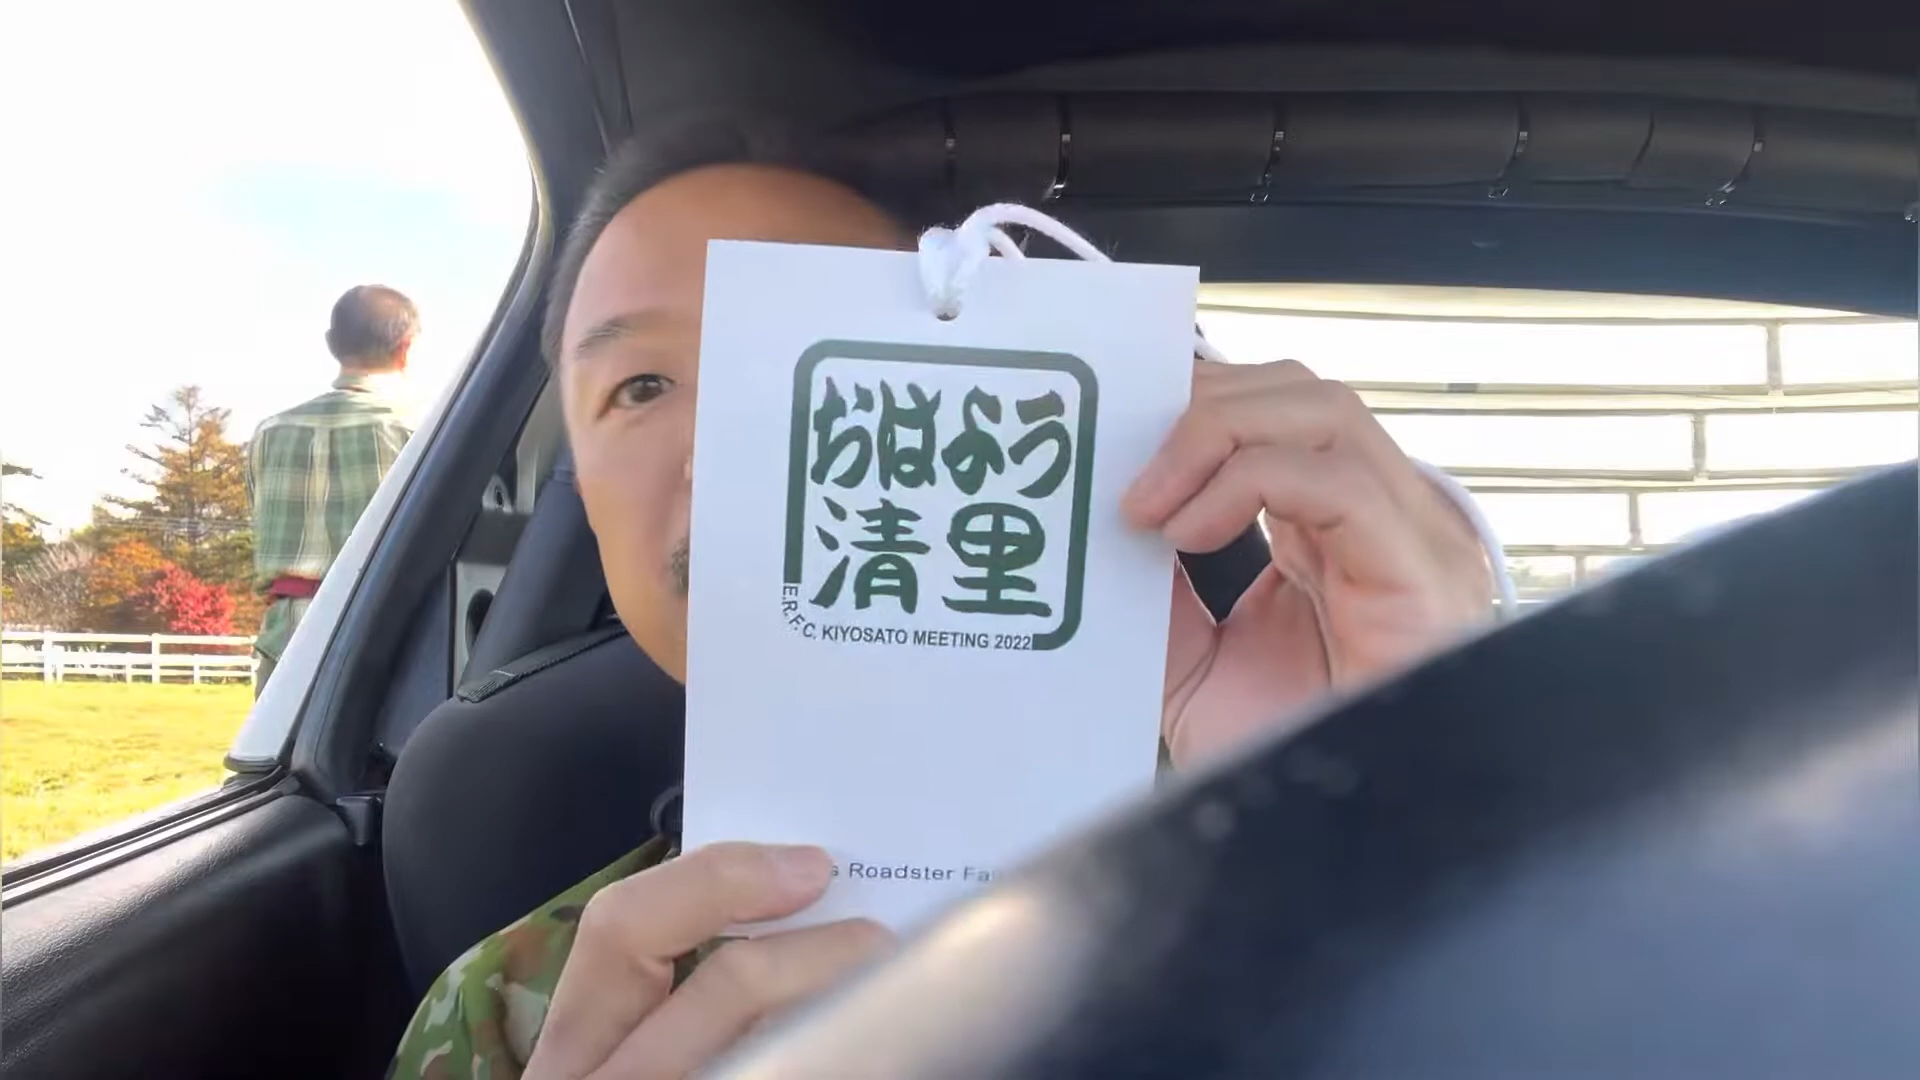 おはよう
清里
E.R.F.C. KIYOSATO MEETING 2022
Roadster